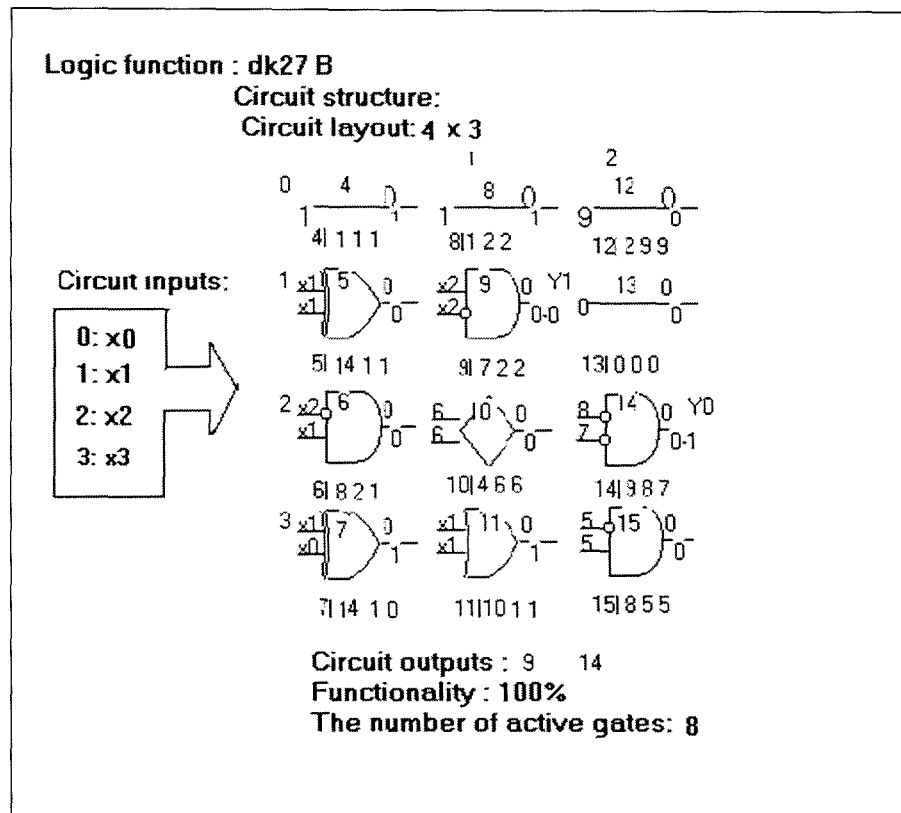 Logic function : dk27 B
Circuit structure:
Circuit layout: 4 x 3
1 2
0 4 0 8 0 12 0
1 1 1 1 9 0
4| 1 1 1 8|1 2 2 12| 2 9 9
Circuit inputs:
1 x1 5 0 x2 9 0 Y1 13 0
x1 0 x2 0-0 0 0
5| 14 1 1 9| 7 2 2 13|0 0 0
0: x0
1: x1
2: x2
3: x3
2 x2 6 0 6 10 0 8 14 0 Y0
x1 0 6 0 7 0-1
6| 8 2 1 10|4 6 6 14|9 8 7
3 x1 7 0 x1 11 0 5 15 0
x0 1 x1 1 5 0
7|14 1 0 11|10 1 1 15|8 5 5
Circuit outputs : 9 14
Functionality : 100%
The number of active gates: 8